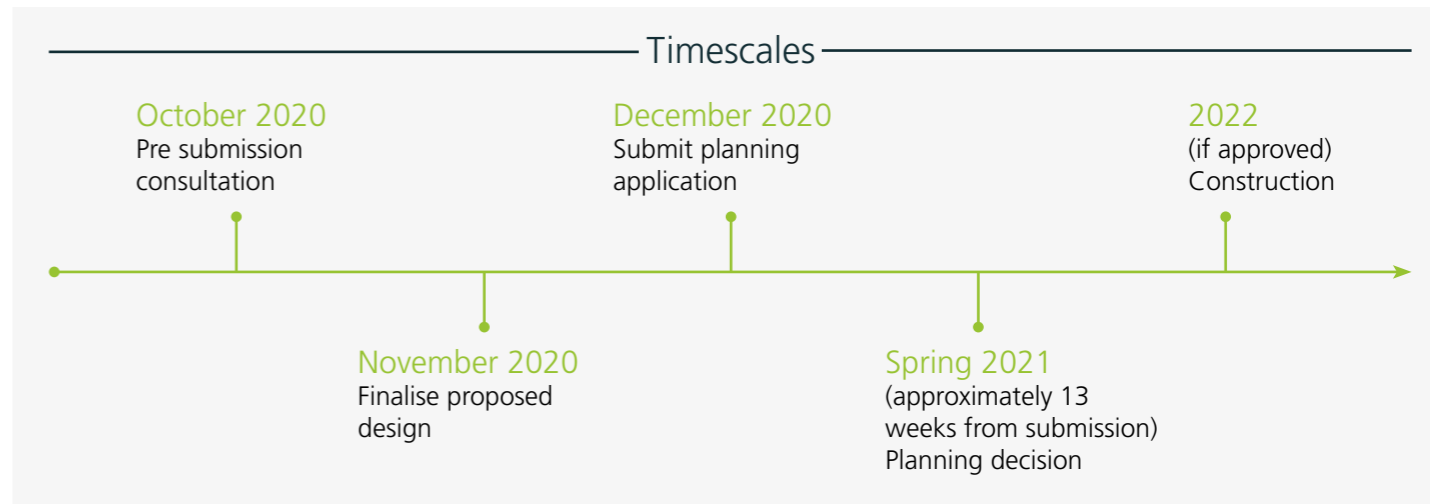 Timescales
October 2020
Pre submission
consultation
November 2020
Finalise proposed
design
December 2020
Submit planning
application
Spring 2021
(approximately 13
weeks from submission)
Planning decision
2022
(if approved)
Construction